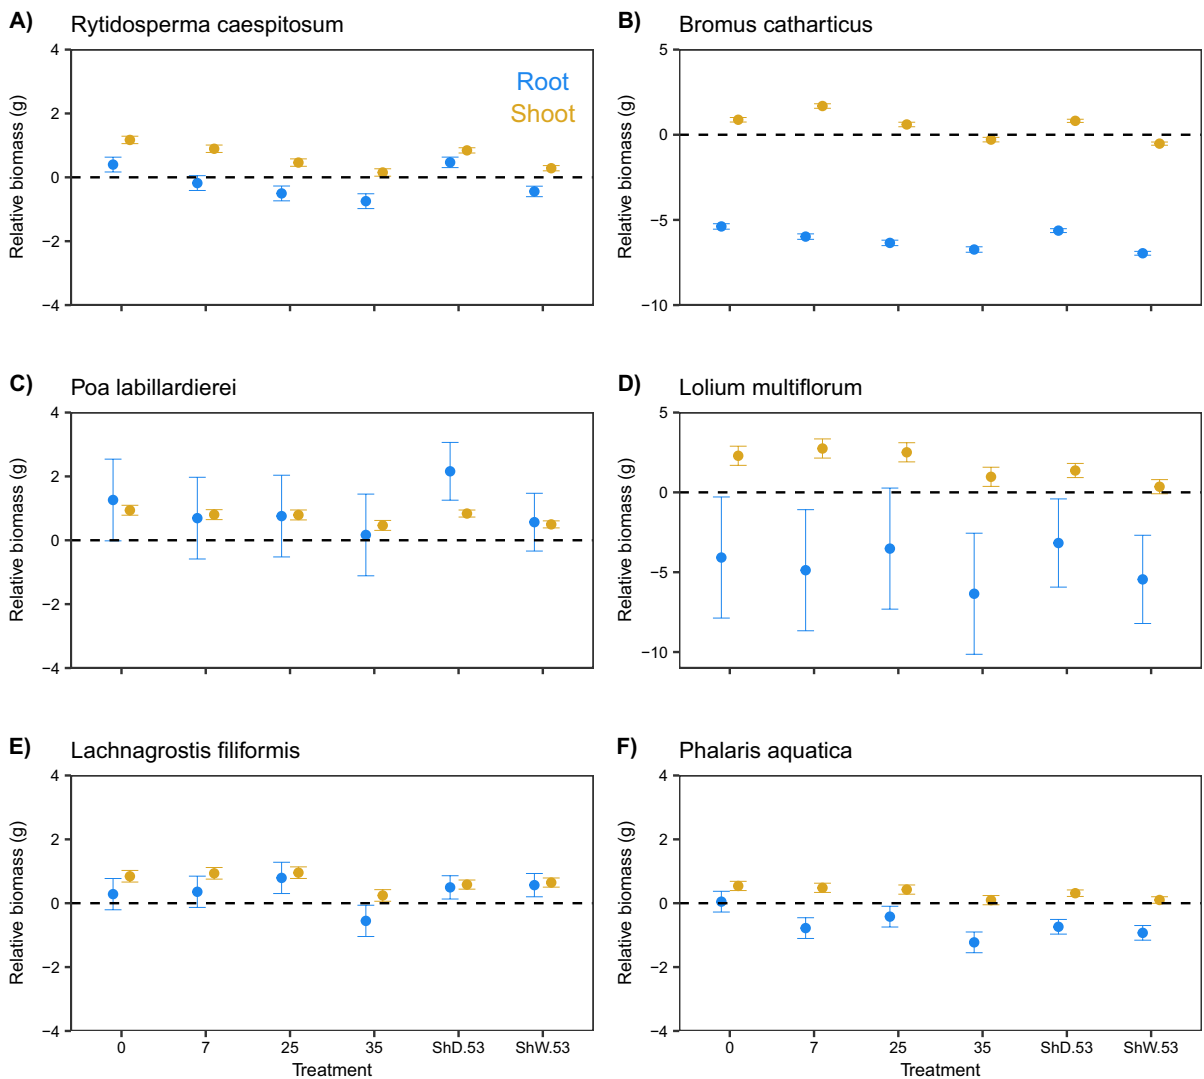 A) Rytidosperma caespitosum
Relative biomass (g)
4
2
0
−2
−4
Root
Shoot
B) Bromus catharticus
Relative biomass (g)
5
0
−5
−10
C) Poa labillardierei
Relative biomass (g)
4
2
0
−2
−4
D) Lolium multiflorum
Relative biomass (g)
5
0
−5
−10
E) Lachnagrostis filiformis
Relative biomass (g)
4
2
0
−2
−4
0 7 25 35 ShD.53 ShW.53
Treatment
F) Phalaris aquatica
Relative biomass (g)
4
2
0
−2
−4
0 7 25 35 ShD.53 ShW.53
Treatment